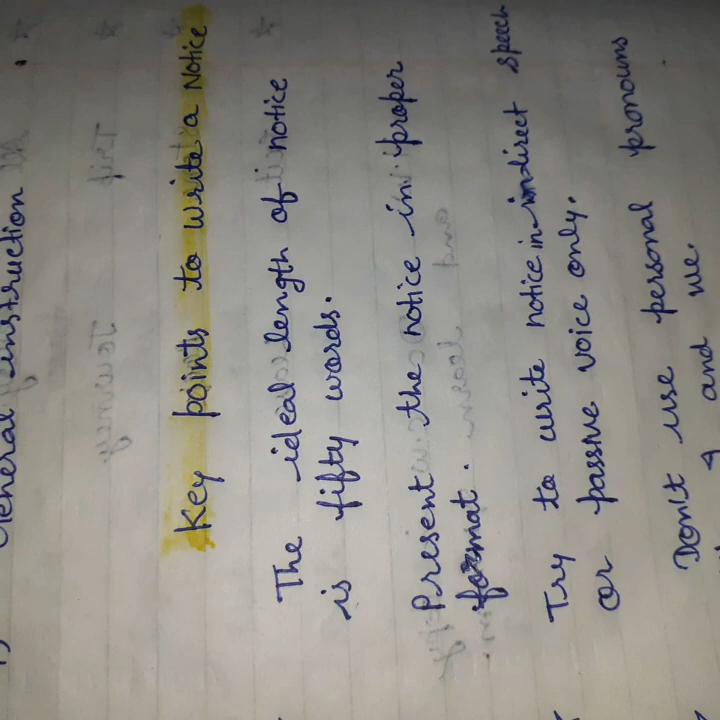 General instruction
Key points to write a Notice
The ideal length of notice
is fifty words.
Present the notice in proper
format.
Try to write notice in indirect speech
or passive voice only.
Don't use personal pronouns
and we.